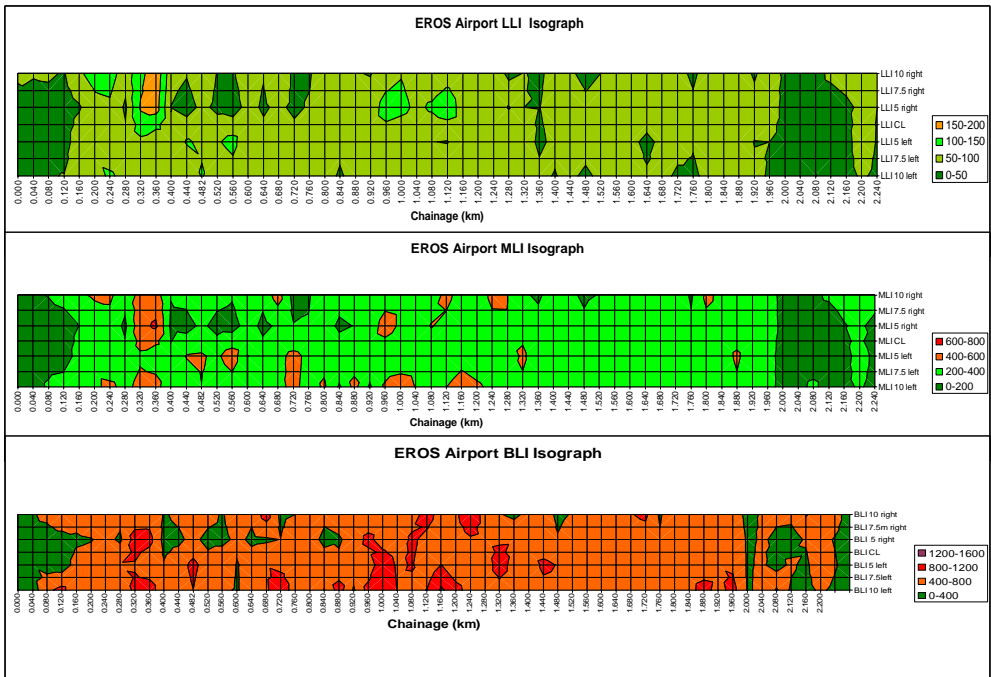 EROS Airport LLI Isograph
LLI 10 right
LLI 7.5 right
LLI 5 right
LLI CL
LLI 5 left
LLI 7.5 left
LLI 10 left
150-200
100-150
50-100
0-50
0.000 0.040 0.080 0.120 0.160 0.200 0.240 0.280 0.320 0.360 0.400 0.440 0.482 0.520 0.560 0.600 0.640 0.680 0.720 0.760 0.800 0.840 0.880 0.920 0.960 1.000 1.040 1.080 1.120 1.160 1.200 1.240 1.280 1.320 1.360 1.400 1.440 1.480 1.520 1.560 1.600 1.640 1.680 1.720 1.760 1.800 1.840 1.880 1.920 1.960 2.000 2.040 2.080 2.120 2.160 2.200 2.240
Chainage (km)
EROS Airport MLI Isograph
MLI 10 right
MLI 7.5 right
MLI 5 right
MLI CL
MLI 5 left
MLI 7.5 left
MLI 10 left
600-800
400-600
200-400
0-200
0.000 0.040 0.080 0.120 0.160 0.200 0.240 0.280 0.320 0.360 0.400 0.440 0.482 0.520 0.560 0.600 0.640 0.680 0.720 0.760 0.800 0.840 0.880 0.920 0.960 1.000 1.040 1.080 1.120 1.160 1.200 1.240 1.280 1.320 1.360 1.400 1.440 1.480 1.520 1.560 1.600 1.640 1.680 1.720 1.760 1.800 1.840 1.880 1.920 1.960 2.000 2.040 2.080 2.120 2.160 2.200 2.240
Chainage (km)
EROS Airport BLI Isograph
BLI 10 right
BLI 7.5m right
BLI 5 right
BLI CL
BLI 5 left
BLI 7.5left
BLI 10 left
1200-1600
800-1200
400-800
0-400
0.000 0.040 0.080 0.120 0.160 0.200 0.240 0.280 0.320 0.360 0.400 0.440 0.482 0.520 0.560 0.600 0.640 0.680 0.720 0.760 0.800 0.840 0.880 0.920 0.960 1.000 1.040 1.080 1.120 1.160 1.200 1.240 1.280 1.320 1.360 1.400 1.440 1.480 1.520 1.560 1.600 1.640 1.680 1.720 1.760 1.800 1.840 1.880 1.920 1.960 2.000 2.040 2.080 2.120 2.160 2.200
Chainage (km)